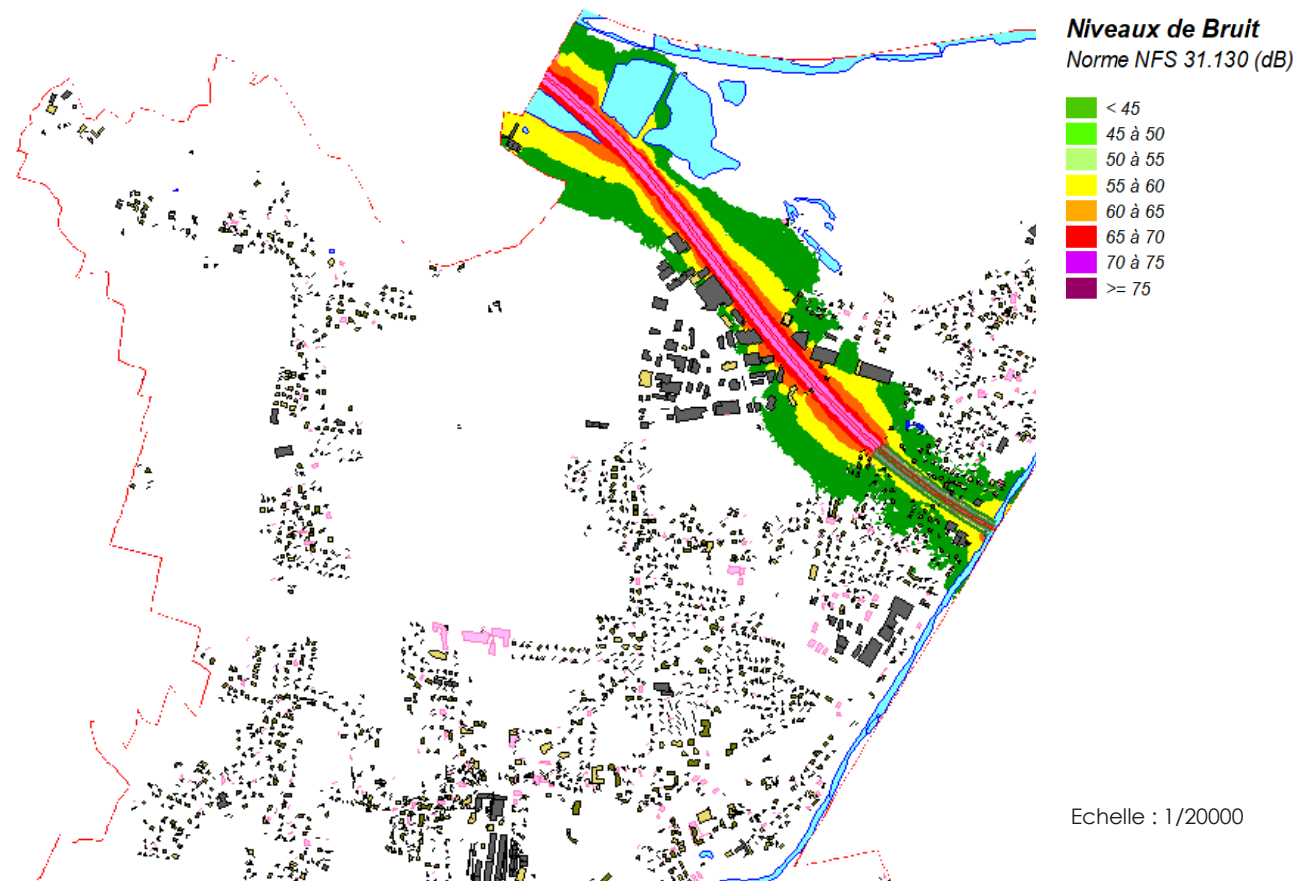 Niveaux de Bruit
Norme NFS 31.130 (dB)
< 45
45 à 50
50 à 55
55 à 60
60 à 65
65 à 70
70 à 75
>= 75
Echelle : 1/20000